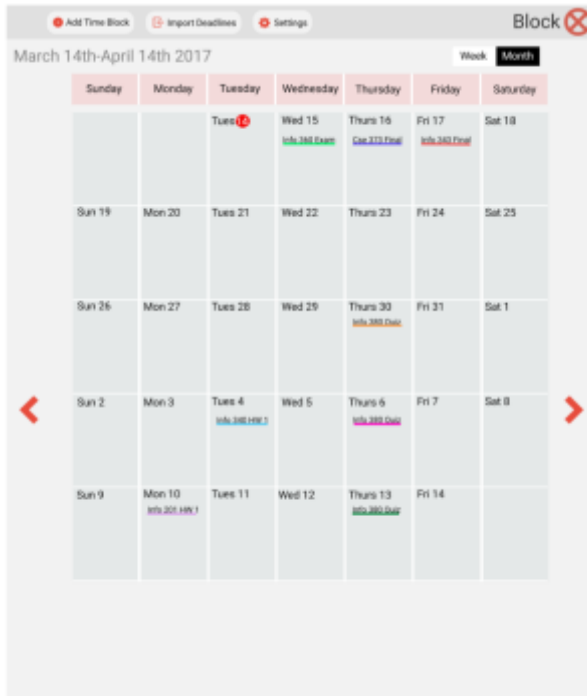 Add Time Block Import Deadlines Settings Block
March 14th-April 14th 2017 Week Month
Sunday Monday Tuesday Wednesday Thursday Friday Saturday
Tues 14 Wed 15 Thurs 16 Fri 17 Sat 18
Info 360 Exam Cse 373 Final Info 343 Final
Sun 19 Mon 20 Tues 21 Wed 22 Thurs 23 Fri 24 Sat 25
Sun 26 Mon 27 Tues 28 Wed 29 Thurs 30 Fri 31 Sat 1
Info 380 Quiz
Sun 2 Mon 3 Tues 4 Wed 5 Thurs 6 Fri 7 Sat 8
Info 340 HW 1 Info 380 Quiz
Sun 9 Mon 10 Tues 11 Wed 12 Thurs 13 Fri 14
Info 201 HW 1 Info 380 Quiz